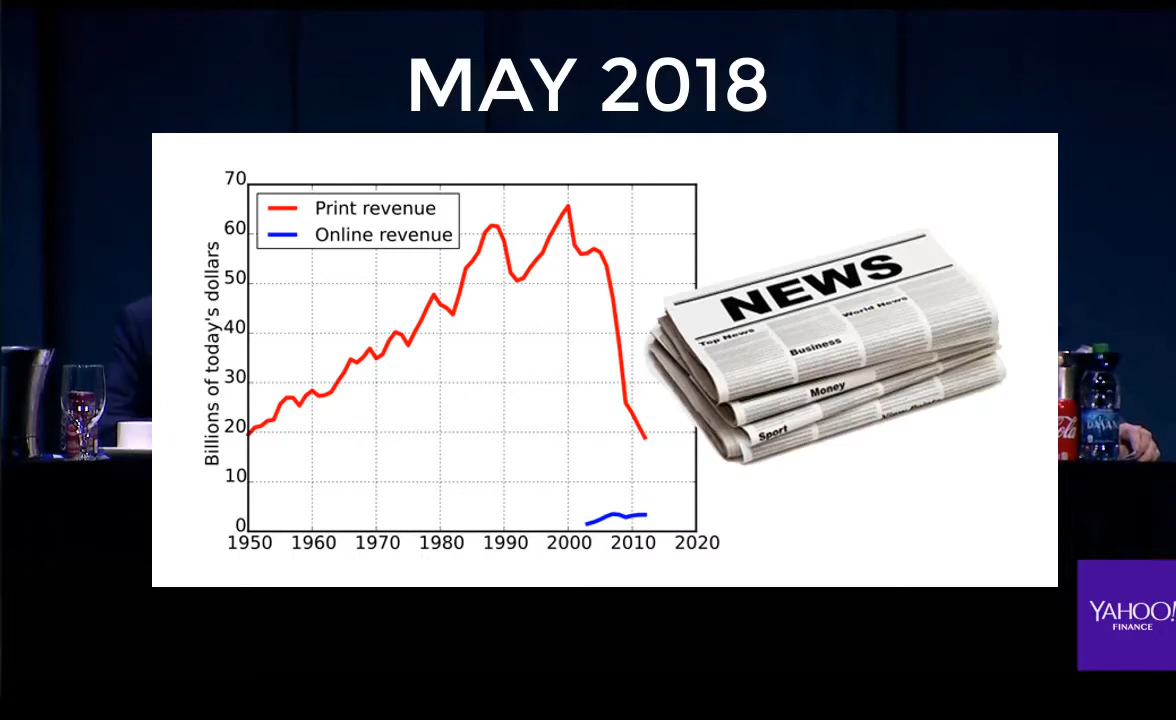 MAY 2018
70
60
50
40
30
20
10
0
Billions of today's dollars
Print revenue
Online revenue
1950 1960 1970 1980 1990 2000 2010 2020
NEWS
Top News
World News
Business
Money
Sport
YAHOO!
FINANCE
DASANI